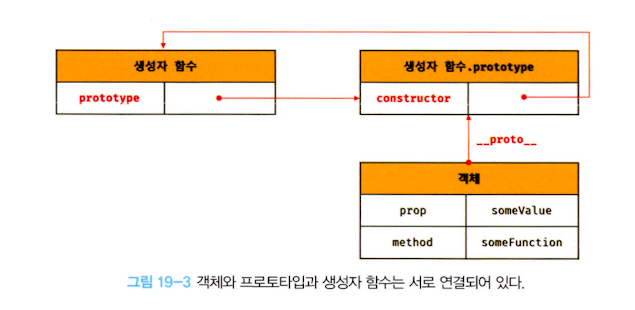 생성자 함수
생성자 함수.prototype
prototype
constructor
__proto__
객체
prop
someValue
method
someFunction
그림 19-3 객체와 프로토타입과 생성자 함수는 서로 연결되어 있다.